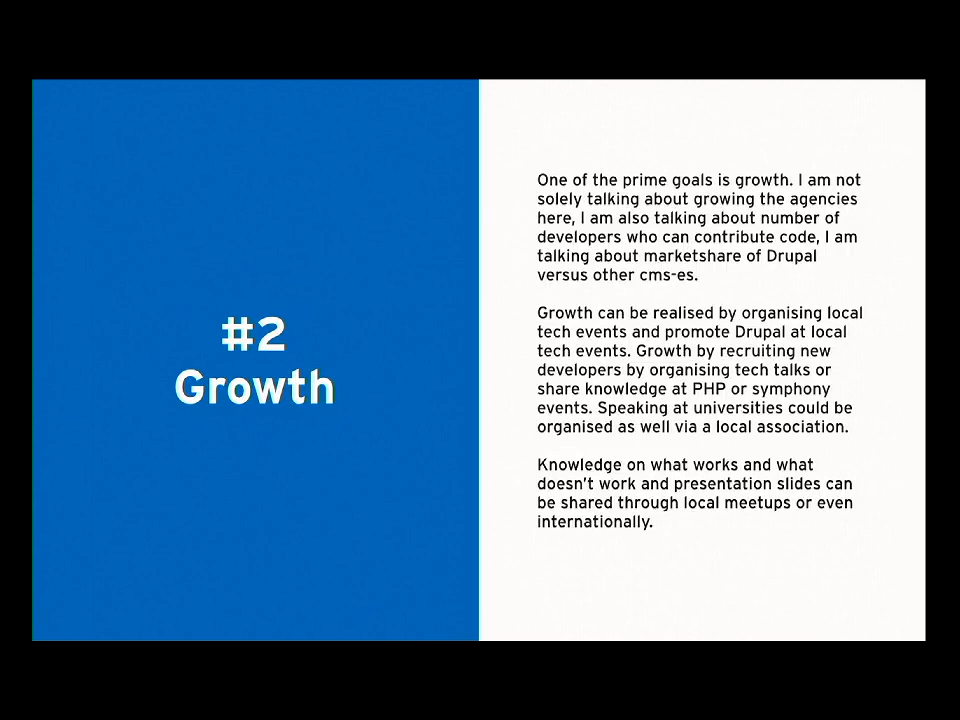 #2
Growth
One of the prime goals is growth. I am not
solely talking about growing the agencies
here, I am also talking about number of
developers who can contribute code, I am
talking about marketshare of Drupal
versus other cms-es.
Growth can be realised by organising local
tech events and promote Drupal at local
tech events. Growth by recruiting new
developers by organising tech talks or
share knowledge at PHP or symphony
events. Speaking at universities could be
organised as well via a local association.
Knowledge on what works and what
doesn't work and presentation slides can
be shared through local meetups or even
internationally.